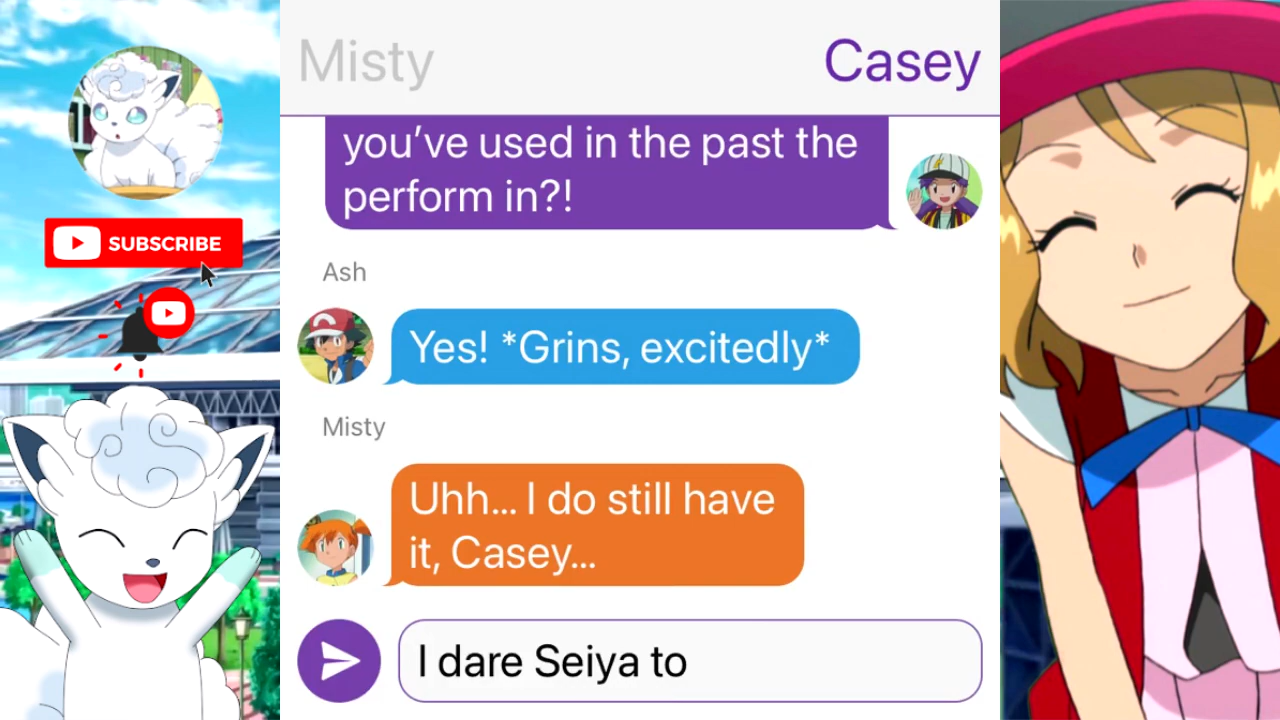 Misty
Casey
you've used in the past the
perform in?!
Ash
Yes! *Grins, excitedly*
Misty
Uhh... I do still have
it, Casey...
I dare Seiya to
SUBSCRIBE